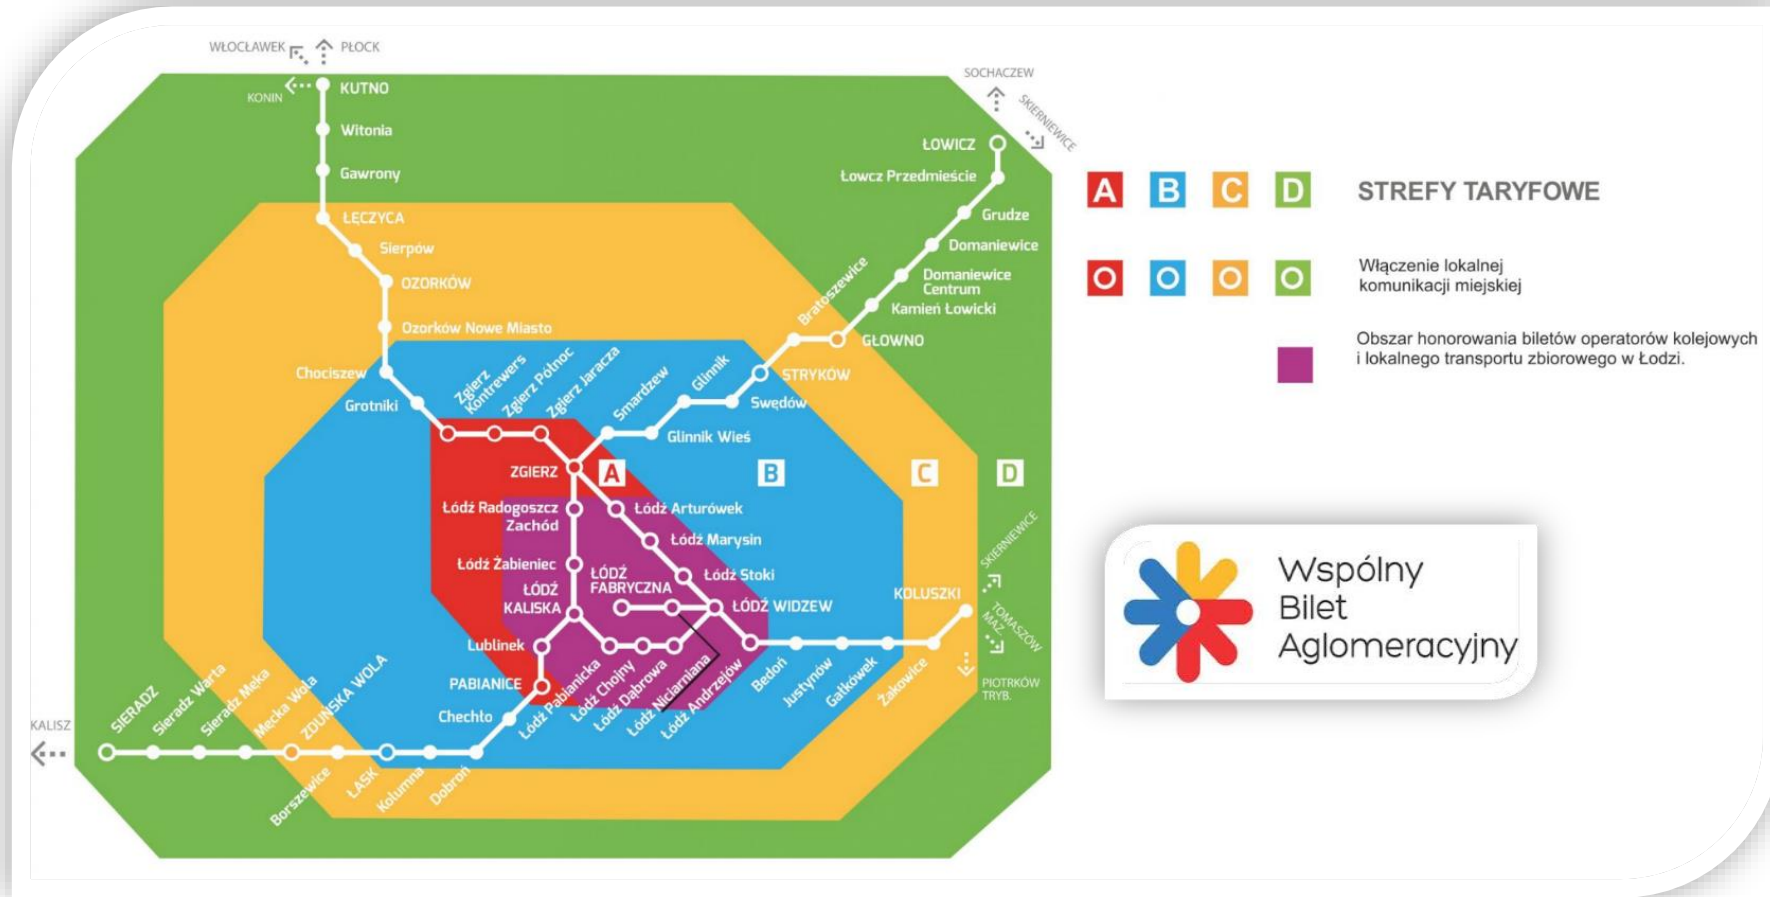 WŁOCŁAWEK
PŁOCK
KONIN
KUTNO
Witonia
Gawrony
ŁĘCZYCA
Sierpów
OZORKÓW
Ozorków Nowe Miasto
Chociszew
Grotniki
Zgierz
Kontrewers
Zgierz Północ
Zgierz Jaracza
ZGIERZ
SOCHACZEW
SKIERNIEWICE
ŁOWICZ
Łowcz Przedmieście
Grudze
Domaniewice
Domaniewice
Centrum
Kamień Łowicki
GŁOWNO
Bratoszewice
STRYKÓW
Swędów
Glinnik
Glinnik Wieś
Smardzew
A
B
C
D
Łódź Radogoszcz
Zachód
Łódź Arturówek
Łódź Marysin
Łódź Żabieniec
ŁÓDŹ
FABRYCZNA
Łódź Stoki
ŁÓDŹ
KALISKA
ŁÓDŹ WIDZEW
KOLUSZKI
SKIERNIEWICE
TOMASZÓW
MAZ.
PIOTRKÓW
TRYB.
Lublinek
PABIANICE
Chechło
Łódź Pabianicka
Łódź Chojny
Łódź Dąbrowa
Łódź Niciarniana
Łódź Andrzejów
Bedoń
Justynów
Gałkówek
Żakowice
KALISZ
SIERADZ
Sieradz Warta
Sieradz Męka
Męcka Wola
ZDUŃSKA WOLA
Borszewice
ŁASK
Kolumna
Dobroń
A B C D STREFY TARYFOWE
Włączenie lokalnej
komunikacji miejskiej
Obszar honorowania biletów operatorów kolejowych
i lokalnego transportu zbiorowego w Łodzi.
Wspólny
Bilet
Aglomeracyjny